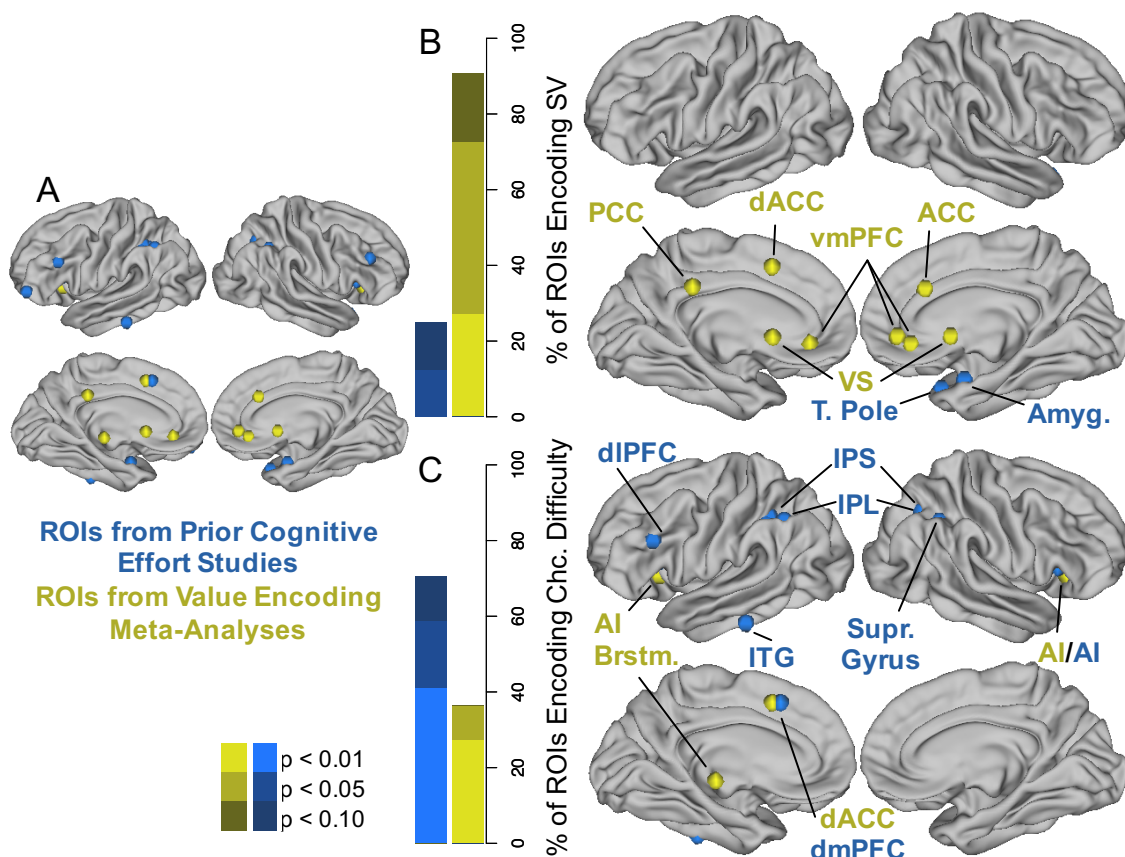 A
ROIs from Prior Cognitive
Effort Studies
ROIs from Value Encoding
Meta-Analyses
p < 0.01
p < 0.05
p < 0.10
B
0
20
40
60
80
100
% of ROIs Encoding SV
PCC
dACC
vmPFC
ACC
VS
T. Pole
Amyg.
C
0
20
40
60
80
100
% of ROIs Encoding Chc. Difficulty
dlPFC
IPS
IPL
AI
Brstm.
ITG
Supr.
Gyrus
AI/AI
dACC
dmPFC